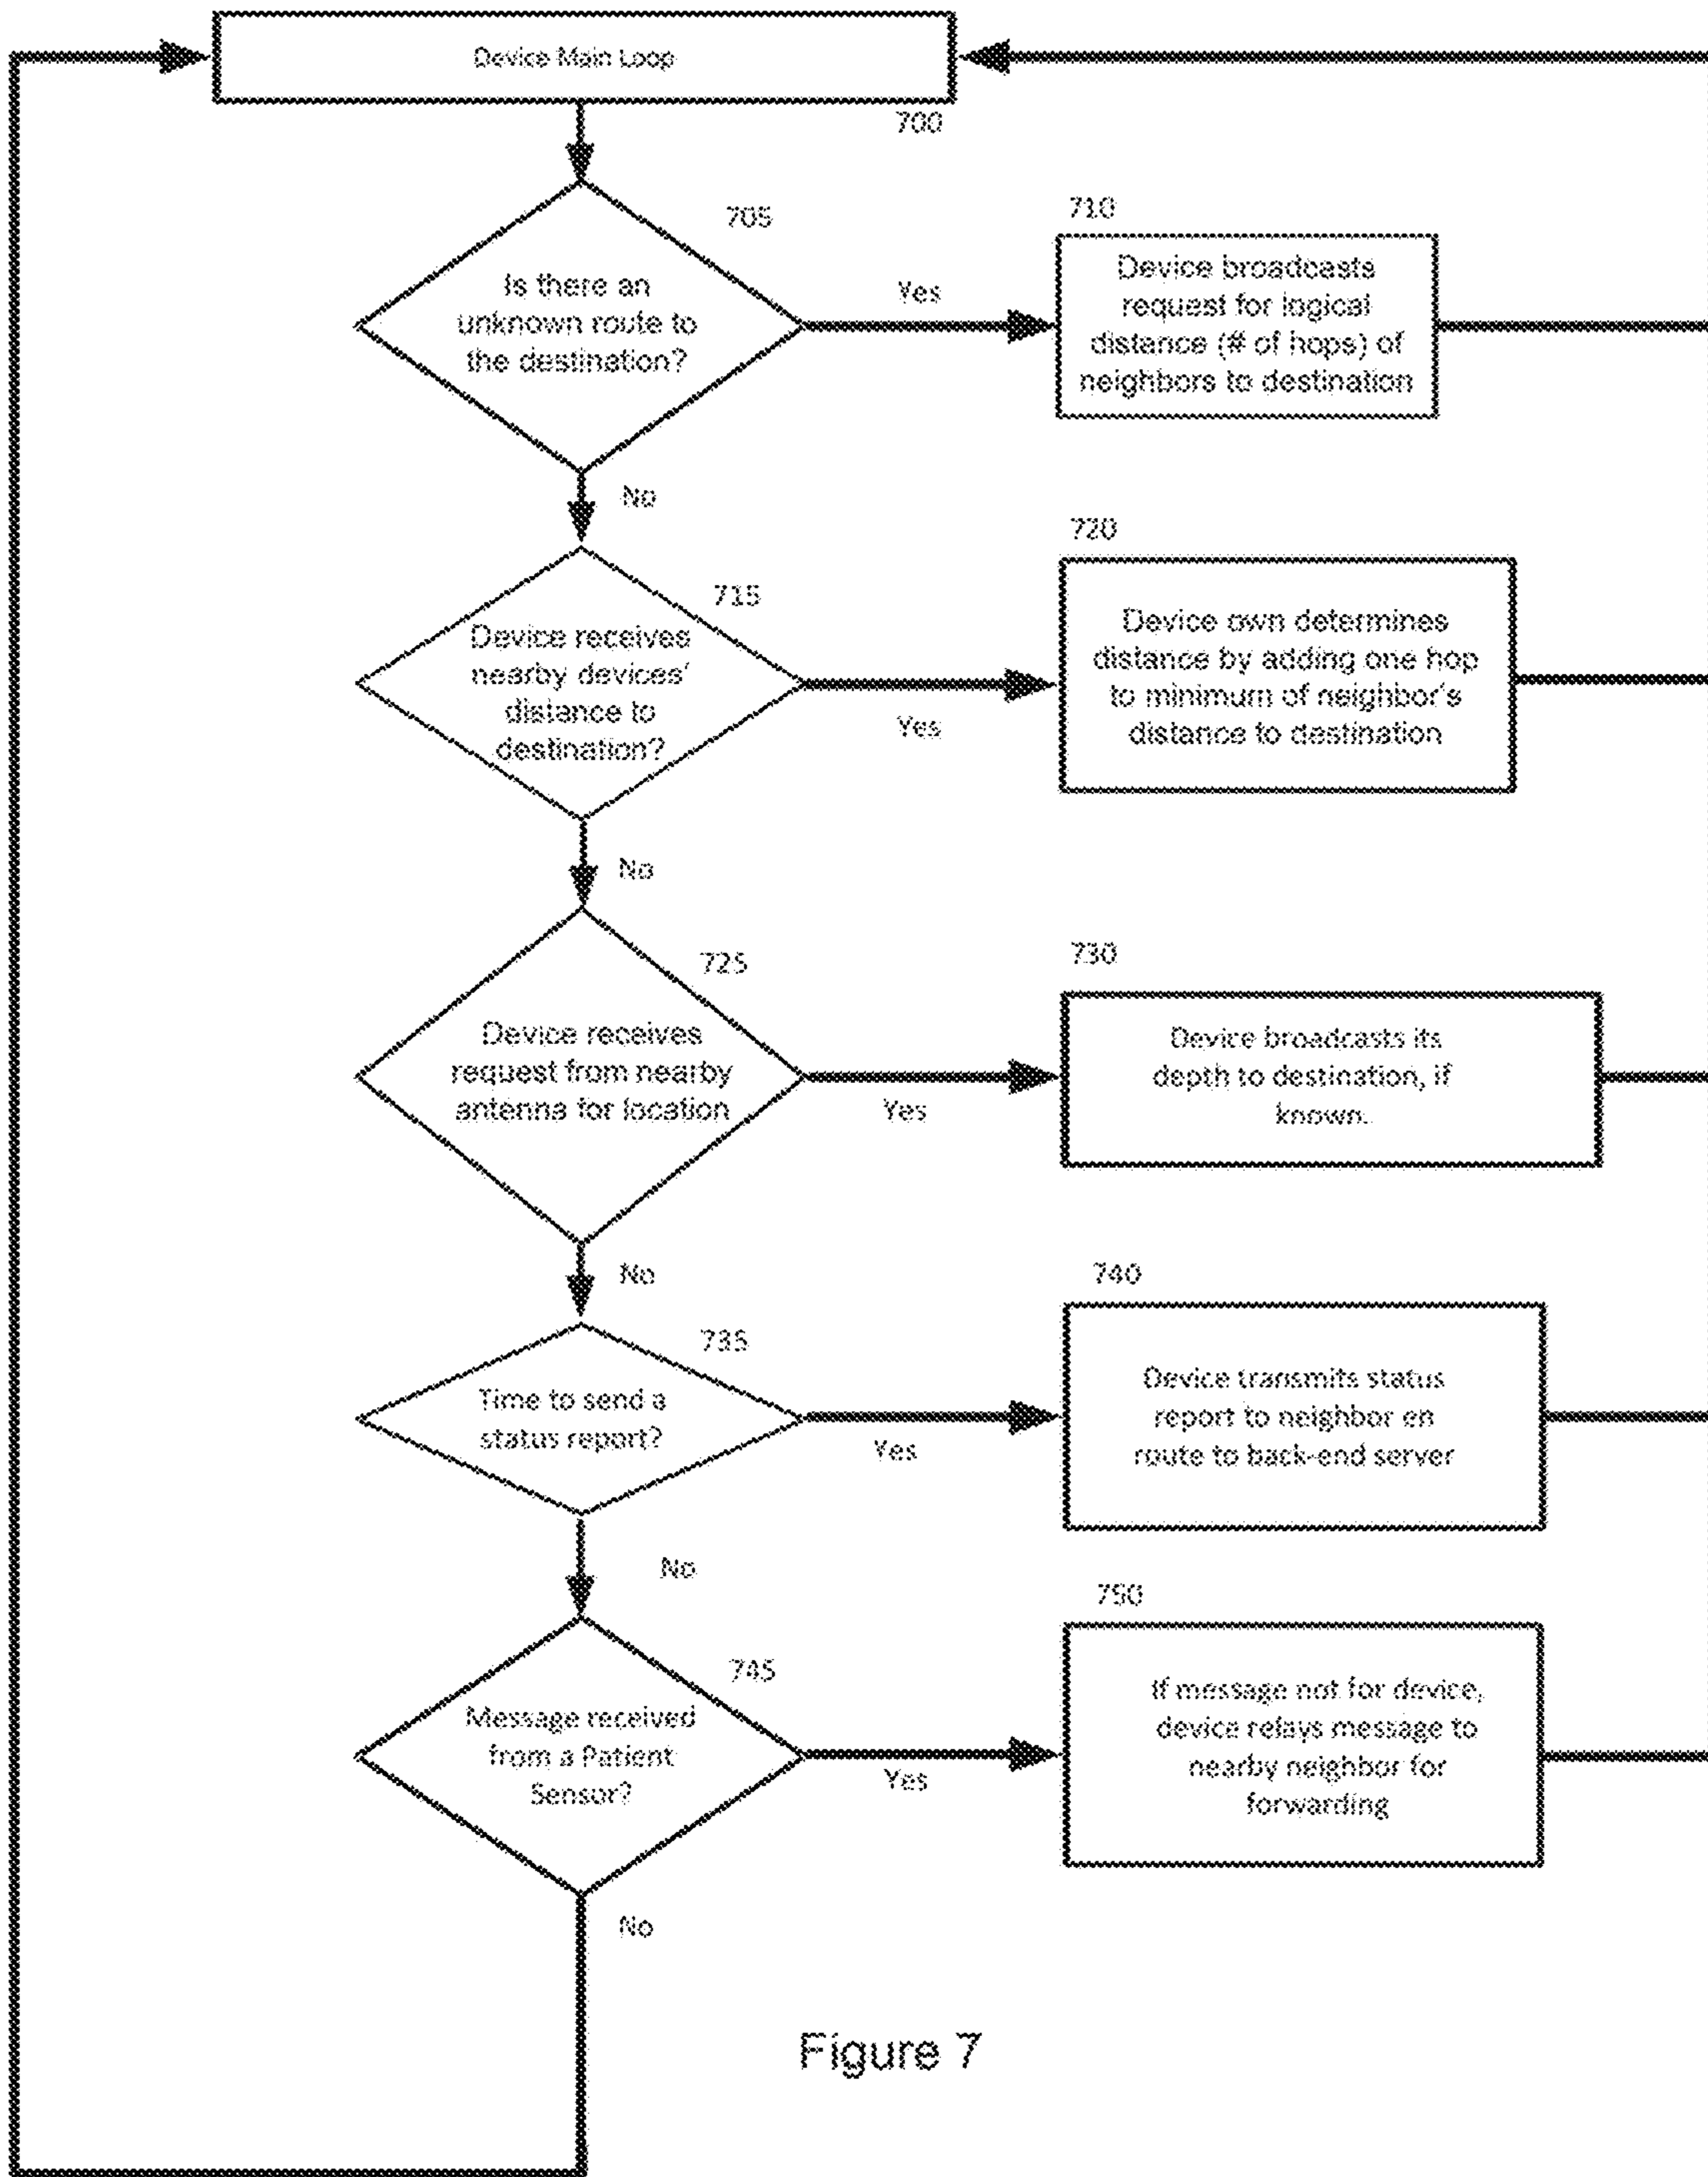 Device Main Loop
700
705
Is there an
unknown route to
the destination?
Yes
710
Device broadcasts
request for logical
distance (# of hops) of
neighbors to destination
No
715
Device receives
nearby devices'
distance to
destination?
Yes
720
Device own determines
distance by adding one hop
to minimum of neighbor's
distance to destination
No
725
Device receives
request from nearby
antenna for location
Yes
730
Device broadcasts its
depth to destination, if
known.
No
735
Time to send a
status report?
Yes
740
Device transmits status
report to neighbor en
route to back-end server
No
745
Message received
from a Patient
Sensor?
Yes
750
If message not for device,
device relays message to
nearby neighbor for
forwarding
No
Figure 7